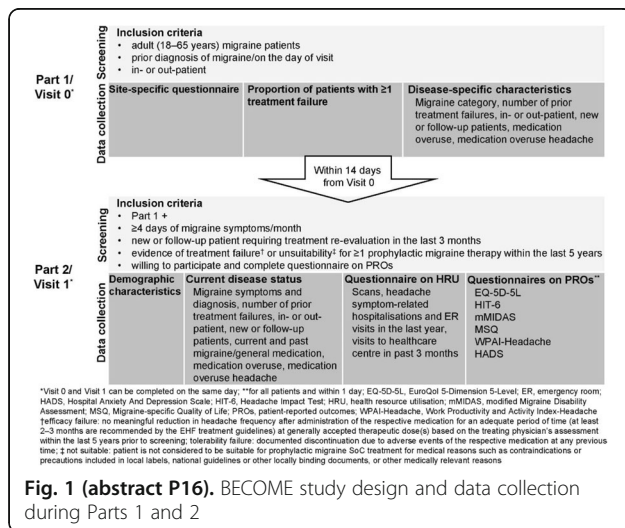 Part 1/
Visit 0*
Screening
Inclusion criteria
• adult (18–65 years) migraine patients
• prior diagnosis of migraine/on the day of visit
• in- or out-patient
Data collection
Site-specific questionnaire
Proportion of patients with ≥1
treatment failure
Disease-specific characteristics
Migraine category, number of prior
treatment failures, in- or out-patient, new
or follow-up patients, medication
overuse, medication overuse headache
Within 14 days
from Visit 0
Part 2/
Visit 1*
Screening
Inclusion criteria
• Part 1 +
• ≥4 days of migraine symptoms/month
• new or follow-up patient requiring treatment re-evaluation in the last 3 months
• evidence of treatment failure† or unsuitability‡ for ≥1 prophylactic migraine therapy within the last 5 years
• willing to participate and complete questionnaire on PROs
Data collection
Demographic
characteristics
Current disease status
Migraine symptoms and
diagnosis, number of prior
treatment failures, in- or out-
patient, new or follow-up
patients, current and past
migraine/general medication,
medication overuse, medication
overuse headache
Questionnaire on HRU
Scans, headache
symptom-related
hospitalisations and ER
visits in the last year,
visits to healthcare
centre in past 3 months
Questionnaires on PROs**
EQ-5D-5L
HIT-6
mMIDAS
MSQ
WPAI-Headache
HADS
*Visit 0 and Visit 1 can be completed on the same day; **for all patients and within 1 day; EQ-5D-5L, EuroQol 5-Dimension 5-Level; ER, emergency room;
HADS, Hospital Anxiety And Depression Scale; HIT-6, Headache Impact Test; HRU, health resource utilisation; mMIDAS, modified Migraine Disability
Assessment; MSQ, Migraine-specific Quality of Life; PROs, patient-reported outcomes; WPAI-Headache, Work Productivity and Activity Index-Headache
†efficacy failure: no meaningful reduction in headache frequency after administration of the respective medication for an adequate period of time (at least
2–3 months are recommended by the EHF treatment guidelines) at generally accepted therapeutic dose(s) based on the treating physician's assessment
within the last 5 years prior to screening; tolerability failure: documented discontinuation due to adverse events of the respective medication at any previous
time; ‡ not suitable: patient is not considered to be suitable for prophylactic migraine SoC treatment for medical reasons such as contraindications or
precautions included in local labels, national guidelines or other locally binding documents, or other medically relevant reasons
Fig. 1 (abstract P16). BECOME study design and data collection
during Parts 1 and 2